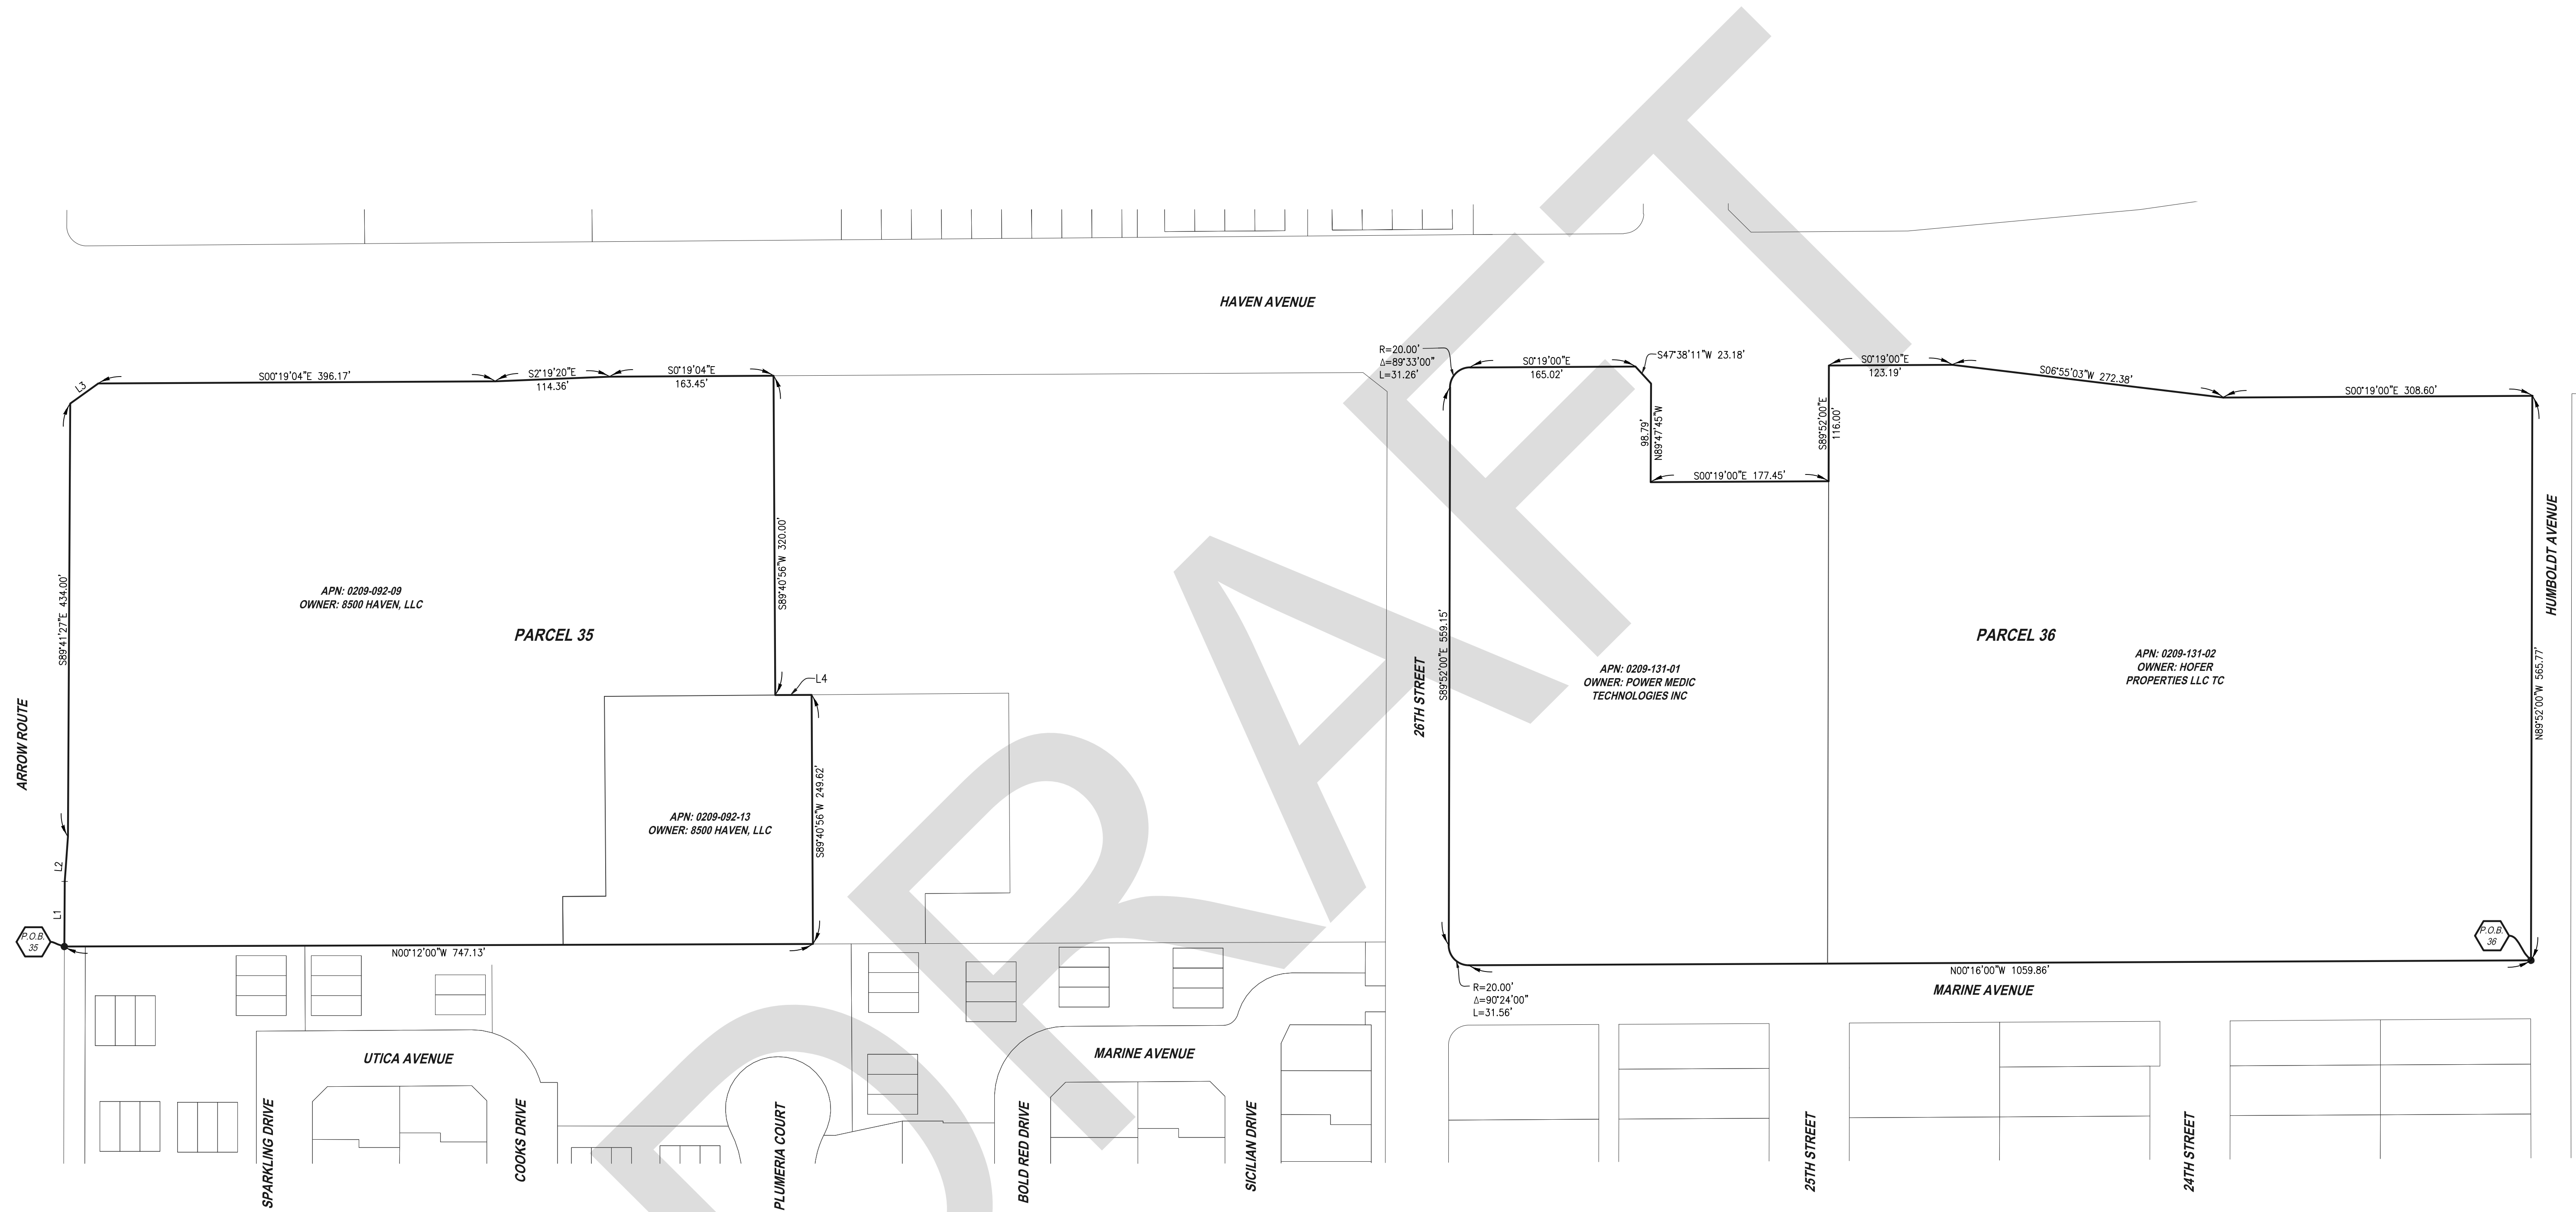 DRAFT
HAVEN AVENUE
S00°19'04"E 396.17'
S2°19'20"E
114.36'
S0°19'04"E
163.45'
L3
S89°41'27"E 434.00'
S89°40'56"W 320.00'
APN: 0209-092-09
OWNER: 8500 HAVEN, LLC
PARCEL 35
L4
ARROW ROUTE
APN: 0209-092-13
OWNER: 8500 HAVEN, LLC
S89°40'56"W 249.62'
L2
L1
P.O.B.
35
N00°12'00"W 747.13'
R=20.00'
Δ=89°33'00"
L=31.26'
S0°19'00"E
165.02'
S47°38'11"W 23.18'
98.79'
N89°47'45"W
S00°19'00"E 177.45'
S89°52'00"E
116.00'
S0°19'00"E
123.19'
S06°55'03"W 272.38'
S00°19'00"E 308.60'
HUMBOLDT AVENUE
26TH STREET
S89°52'00"E 559.15'
APN: 0209-131-01
OWNER: POWER MEDIC
TECHNOLOGIES INC
PARCEL 36
APN: 0209-131-02
OWNER: HOFER
PROPERTIES LLC TC
N89°52'00"W 565.77'
P.O.B.
36
N00°16'00"W 1059.86'
R=20.00'
Δ=90°24'00"
L=31.56'
MARINE AVENUE
UTICA AVENUE
MARINE AVENUE
SPARKLING DRIVE
COOKS DRIVE
PLUMERIA COURT
BOLD RED DRIVE
SICILIAN DRIVE
25TH STREET
24TH STREET